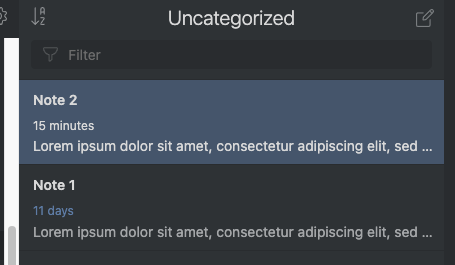 Uncategorized
Filter
Note 2
15 minutes
Lorem ipsum dolor sit amet, consectetur adipiscing elit, sed ...
Note 1
11 days
Lorem ipsum dolor sit amet, consectetur adipiscing elit, sed ...